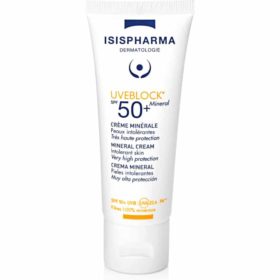 ISISPHARMA
DERMATOLOGIE
UVEBLOCK®
SPF 50+ Mineral
CRÈME MINÉRALE
Peaux intolérantes
Très haute protection
MINERAL CREAM
Intolerant skin
Very high protection
CREMA MINERAL
Pieles intolerantes
Muy alta protección